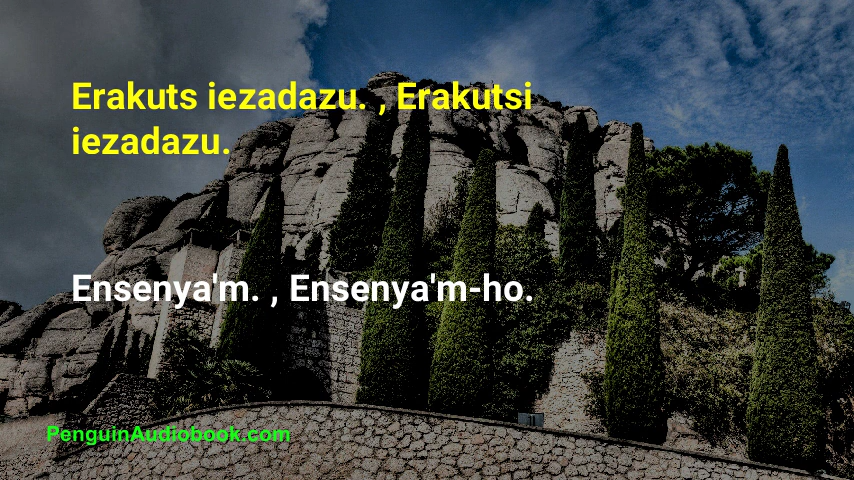 Erakuts iezadazu. , Erakutsi
iezadazu.
Ensenya'm. , Ensenya'm-ho.
PenguinAudiobook.com